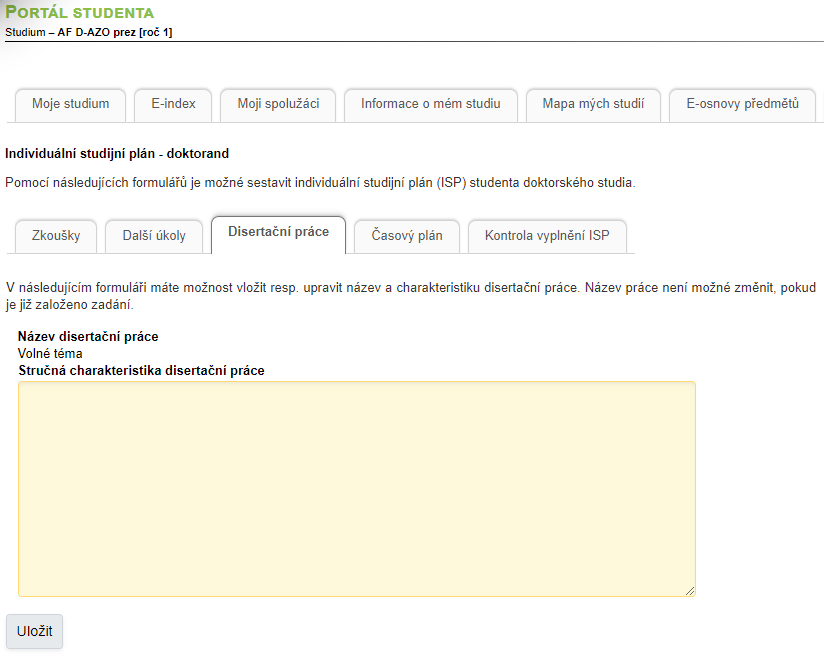 PORTÁL STUDENTA
Studium – AF D-AZO prez [roč 1]
Moje studium E-index Moji spolužáci Informace o mém studiu Mapa mých studií E-osnovy předmětů
Individuální studijní plán - doktorand
Pomocí následujících formulářů je možné sestavit individuální studijní plán (ISP) studenta doktorského studia.
Zkoušky Další úkoly Disertační práce Časový plán Kontrola vyplnění ISP
V následujícím formuláři máte možnost vložit resp. upravit název a charakteristiku disertační práce. Název práce není možné změnit, pokud
je již založeno zadání.
Název disertační práce
Volné téma
Stručná charakteristika disertační práce
Uložit